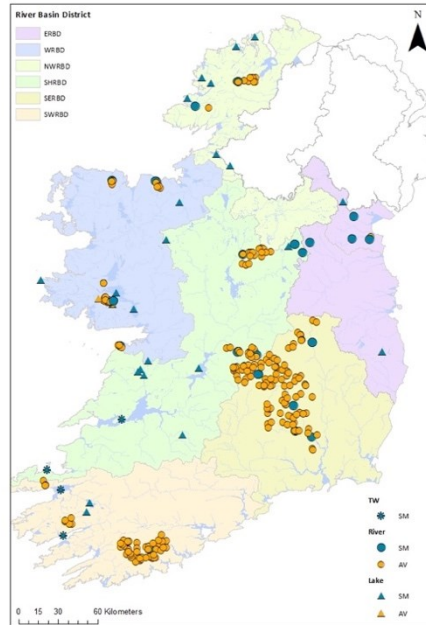 River Basin District
N
ERBD
WRBD
NWRBD
SHRBD
SERBD
SWRBD
TW
SM
River
SM
AV
Lake
SM
AV
0 15 30 60 Kilometers